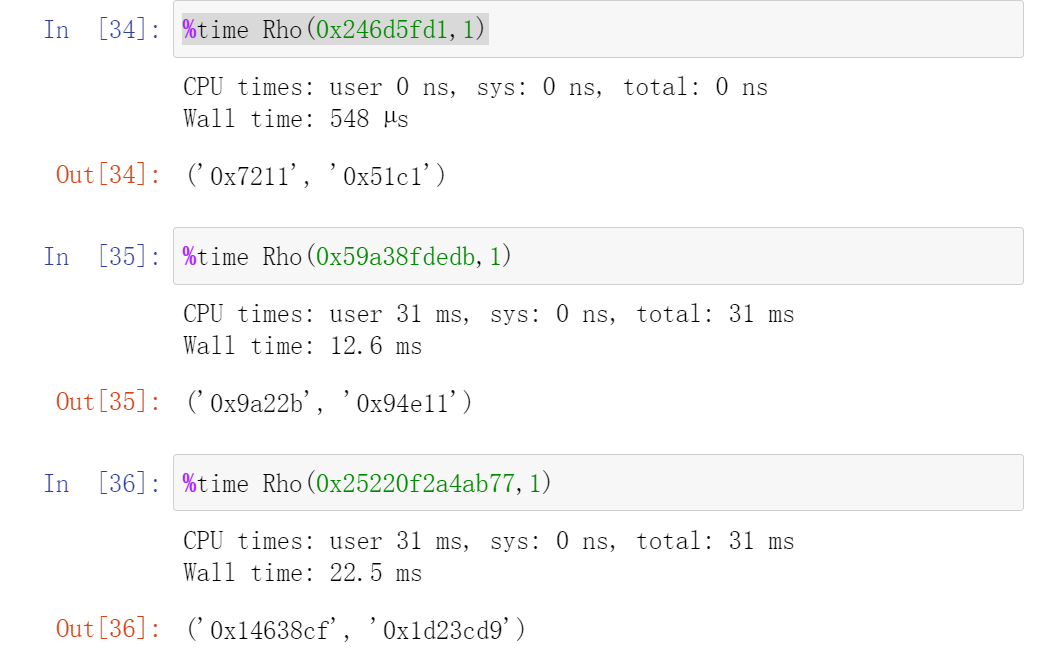 In [34]: %time Rho(0x246d5fd1,1)
CPU times: user 0 ns, sys: 0 ns, total: 0 ns
Wall time: 548 μs
Out[34]: ('0x7211', '0x51c1')
In [35]: %time Rho(0x59a38fdedb,1)
CPU times: user 31 ms, sys: 0 ns, total: 31 ms
Wall time: 12.6 ms
Out[35]: ('0x9a22b', '0x94e11')
In [36]: %time Rho(0x25220f2a4ab77,1)
CPU times: user 31 ms, sys: 0 ns, total: 31 ms
Wall time: 22.5 ms
Out[36]: ('0x14638cf', '0x1d23cd9')